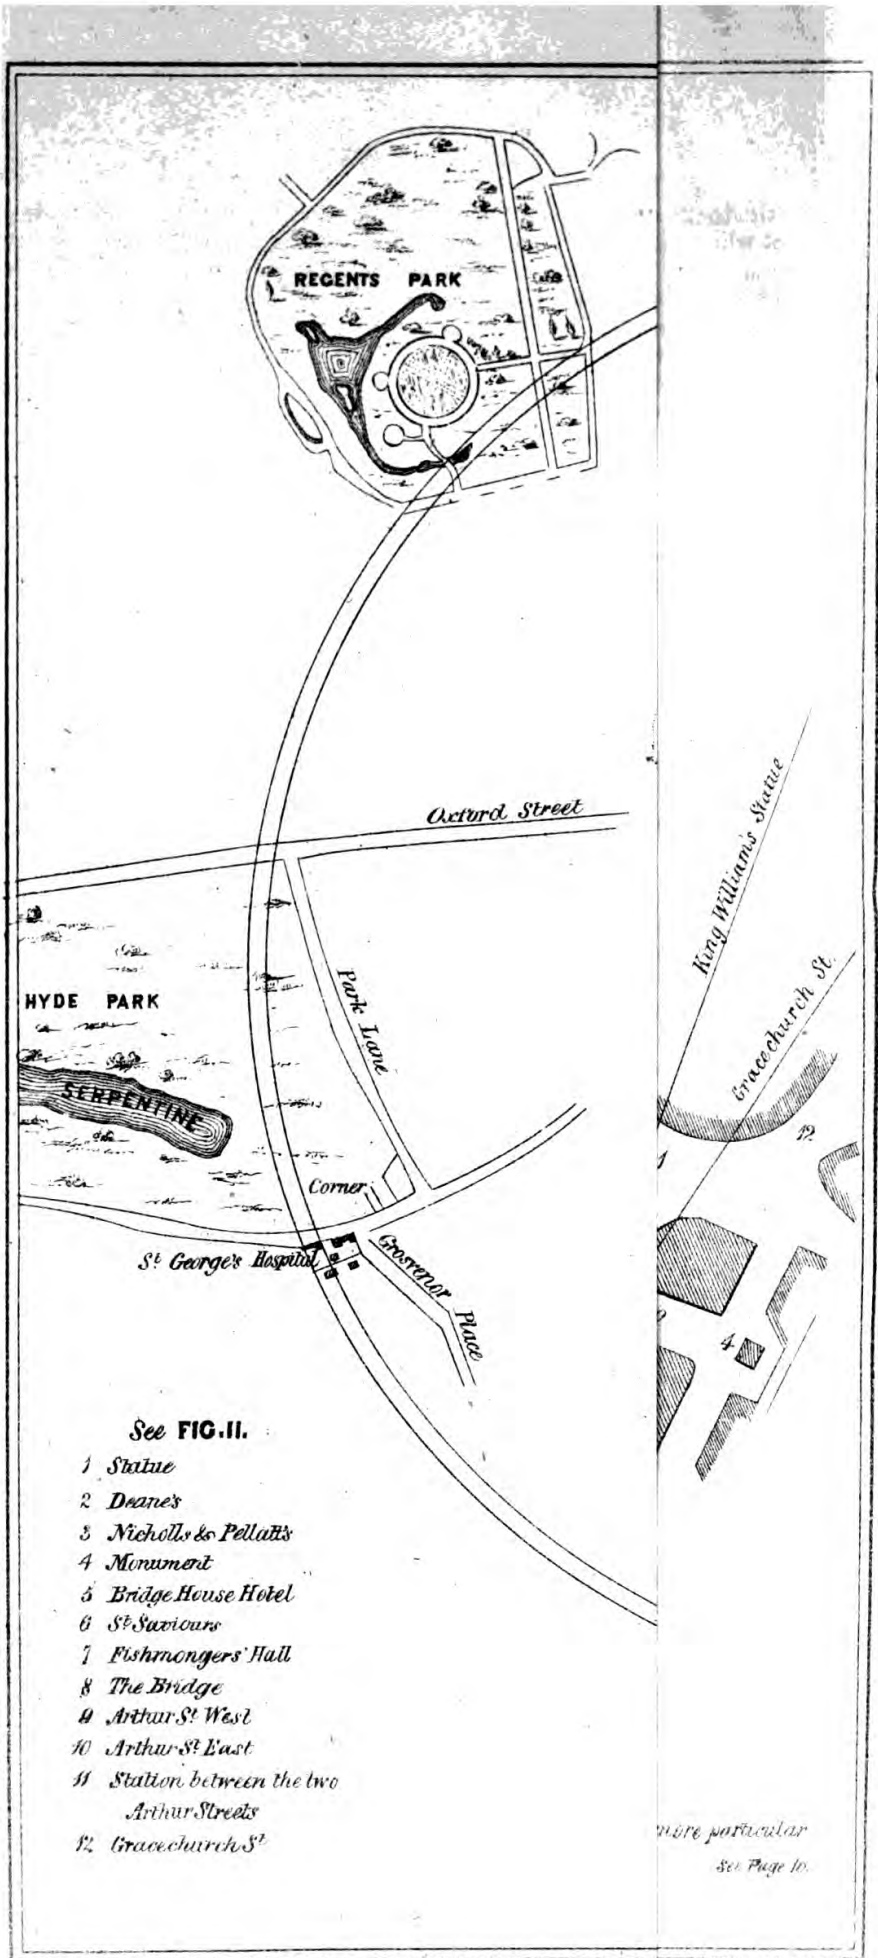 REGENTS PARK
Oxford Street
King William's Statue
Gracechurch St.
HYDE PARK
Park Lane
SERPENTINE
12
1
Corner
St George's Hospital
Grosvenor Place
4
See FIG.II.
1 Statue
2 Deane's
3 Nicholls & Pellatt's
4 Monument
5 Bridge House Hotel
6 St Saviours
7 Fishmongers' Hall
8 The Bridge
9 Arthur St West
10 Arthur St East
11 Station between the two
Arthur Streets
12 Gracechurch St
more particular
See Page 10.